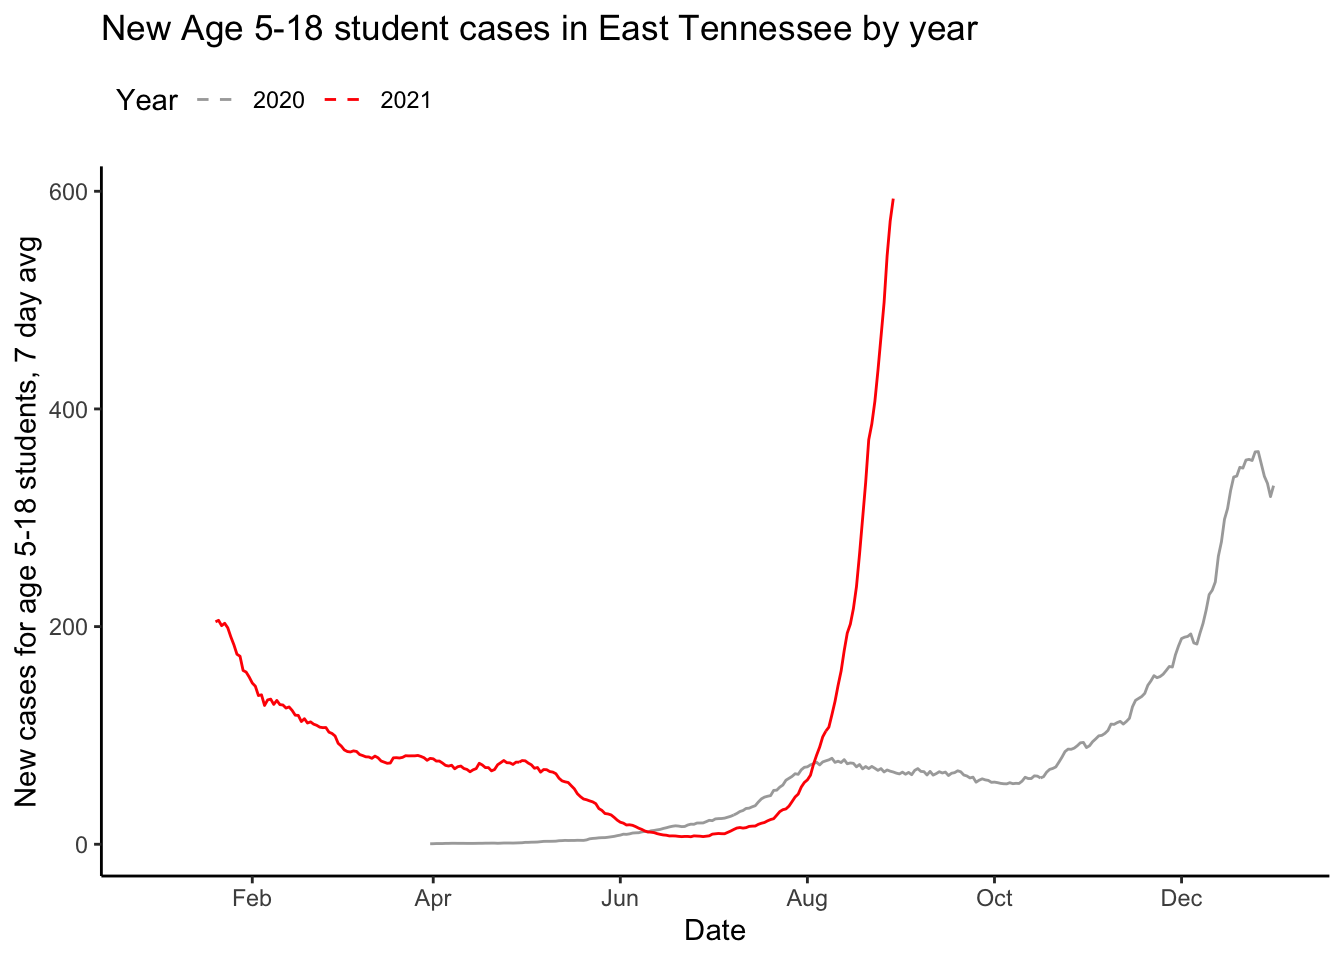 New Age 5-18 student cases in East Tennessee by year
Year 2020 2021
New cases for age 5-18 students, 7 day avg
600
400
200
0
Feb Apr Jun Aug Oct Dec
Date